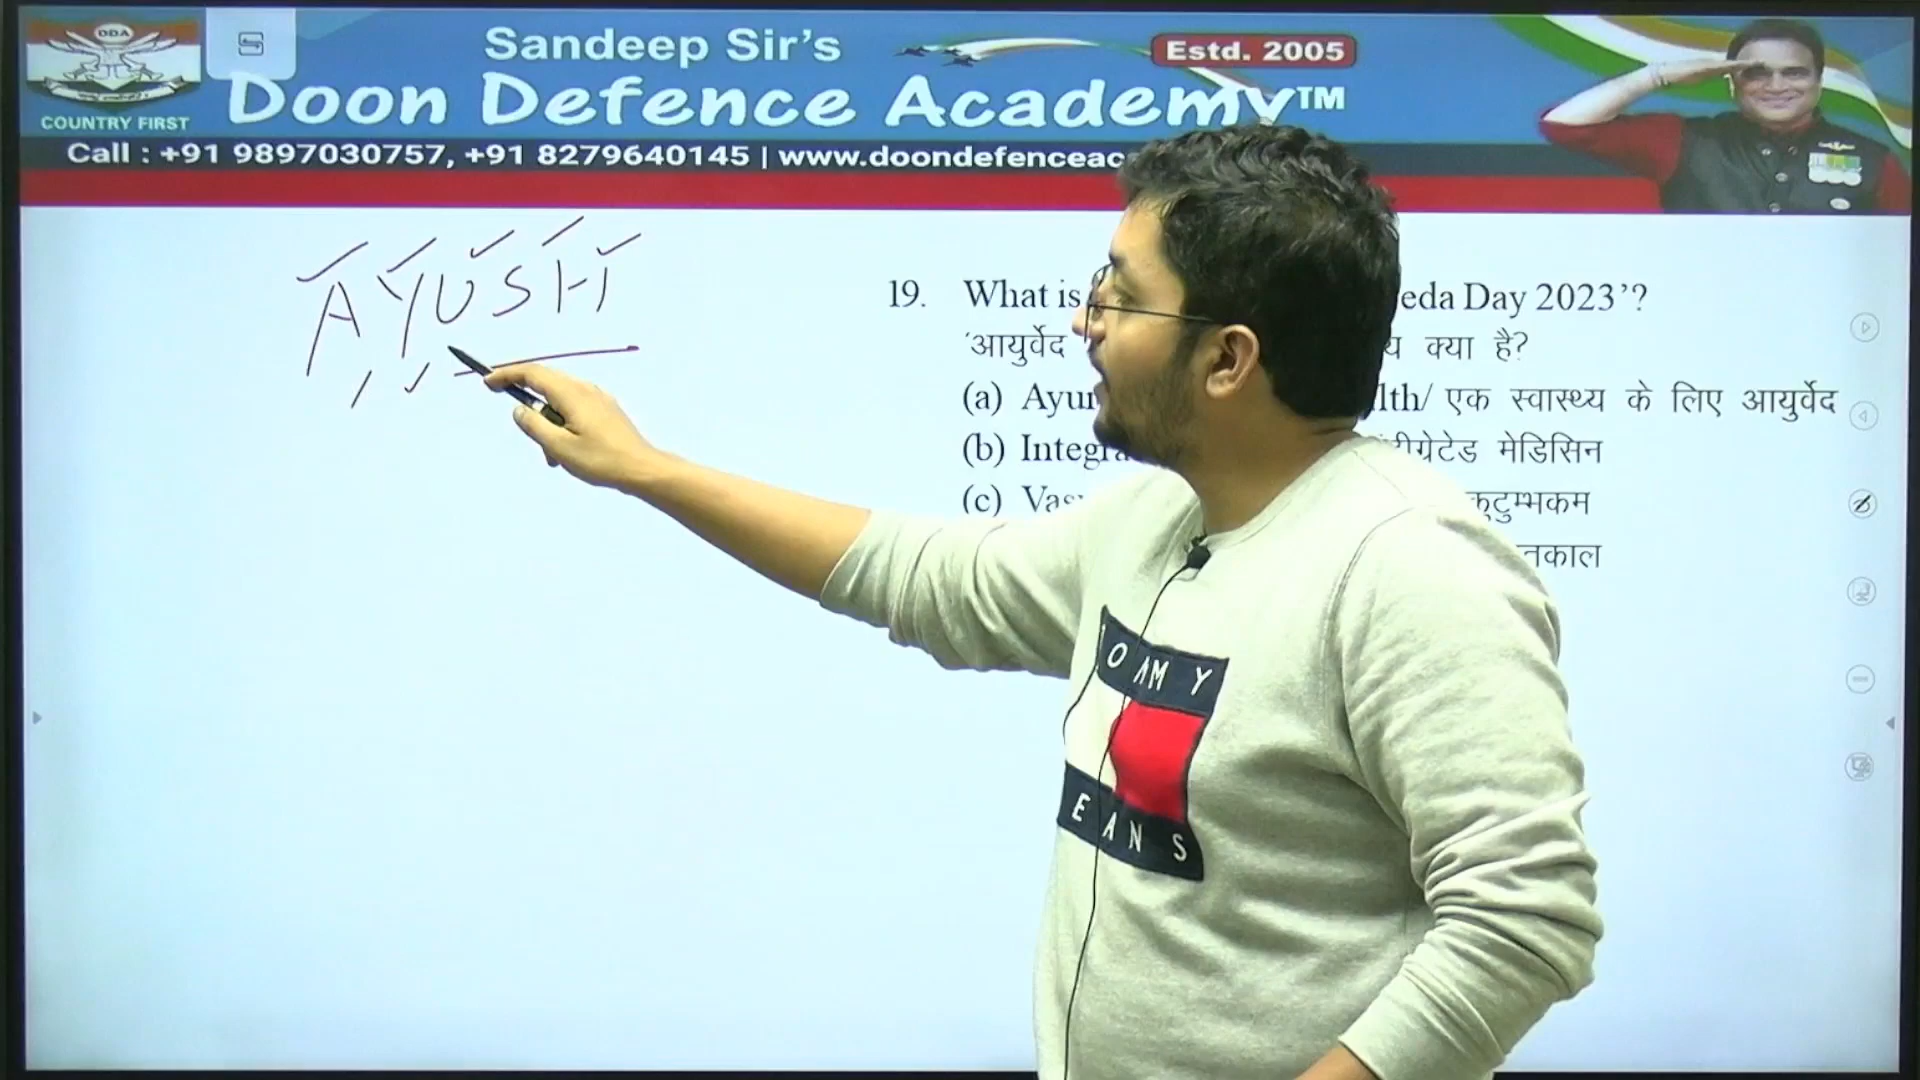 DDA
COUNTRY FIRST
Sandeep Sir's
Estd. 2005
Doon Defence Academy™
Call : +91 9897030757, +91 8279640145 | www.doondefenceac
AYUSH
19. What is eda Day 2023'?
'आयुर्वेद य क्या है?
(a) Ayur lth/ एक स्वास्थ्य के लिए आयुर्वेद
(b) Integra ग्रेटेड मेडिसिन
(c) Vas कुटुम्भकम
तकाल
OMMY
EANS